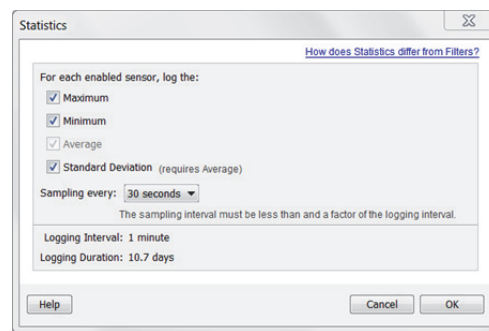 Statistics
How does Statistics differ from Filters?
For each enabled sensor, log the:
Maximum
Minimum
Average
Standard Deviation (requires Average)
Sampling every: 30 seconds
The sampling interval must be less than and a factor of the logging interval.
Logging Interval: 1 minute
Logging Duration: 10.7 days
Help Cancel OK